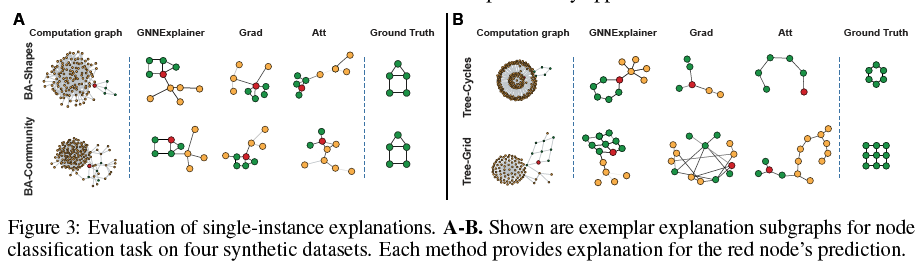 A
B
Computation graph GNNExplainer Grad Att Ground Truth
Computation graph GNNExplainer Grad Att Ground Truth
BA-Shapes
BA-Community
Tree-Cycles
Tree-Grid
Figure 3: Evaluation of single-instance explanations. A-B. Shown are exemplar explanation subgraphs for node
classification task on four synthetic datasets. Each method provides explanation for the red node's prediction.